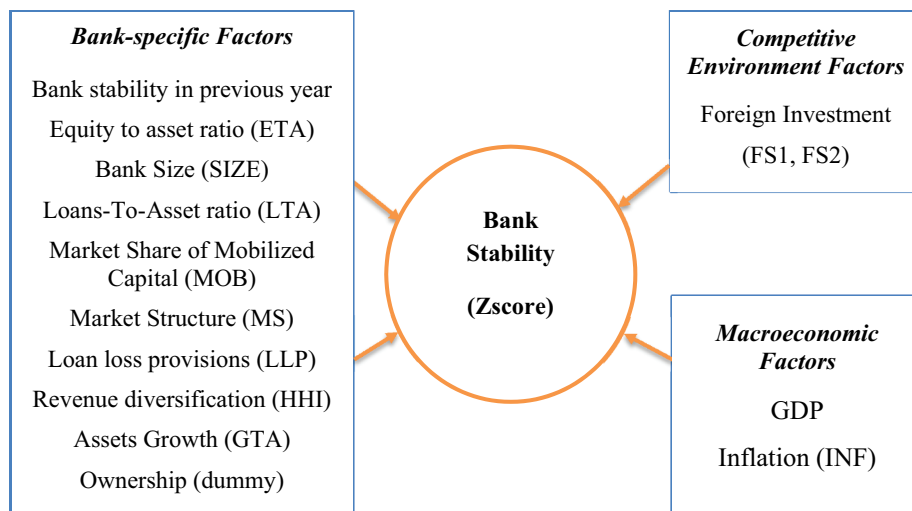 Bank-specific Factors
Bank stability in previous year
Equity to asset ratio (ETA)
Bank Size (SIZE)
Loans-To-Asset ratio (LTA)
Market Share of Mobilized
Capital (MOB)
Market Structure (MS)
Loan loss provisions (LLP)
Revenue diversification (HHI)
Assets Growth (GTA)
Ownership (dummy)
Bank
Stability
(Zscore)
Competitive
Environment Factors
Foreign Investment
(FS1, FS2)
Macroeconomic
Factors
GDP
Inflation (INF)